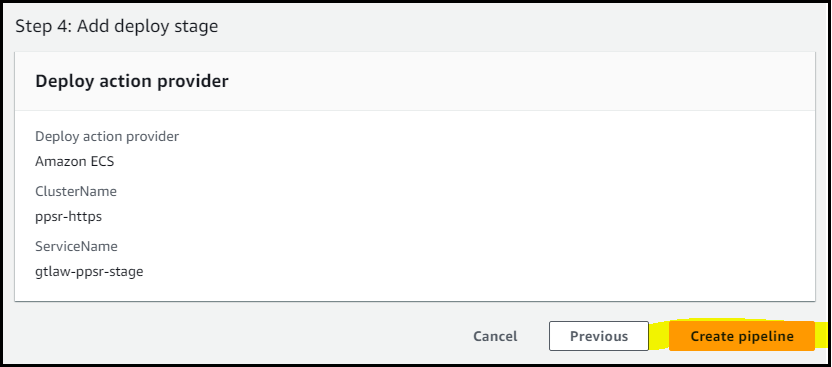 Step 4: Add deploy stage
Deploy action provider
Deploy action provider
Amazon ECS
ClusterName
ppsr-https
ServiceName
gtlaw-ppsr-stage
Cancel
Previous
Create pipeline